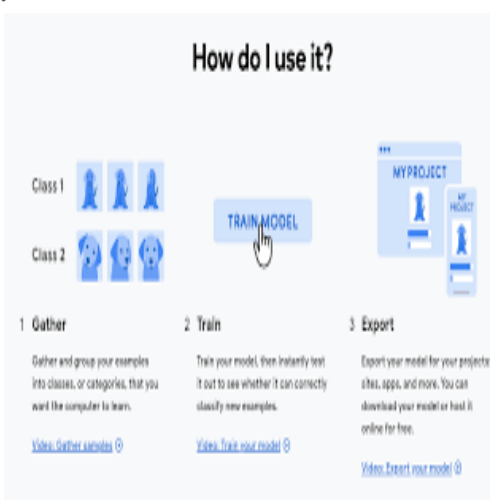 How do I use it?
Class 1
Class 2
TRAIN MODEL
MY PROJECT
MY
PROJECT
1 Gather
Gather and group your examples
into classes, or categories, that you
want the computer to learn.
Video: Gather samples
2 Train
Train your model, then instantly test
it out to see whether it can correctly
classify new examples.
Video: Train your model
3 Export
Export your model for your projects:
sites, apps, and more. You can
download your model or host it
online for free.
Video: Export your model